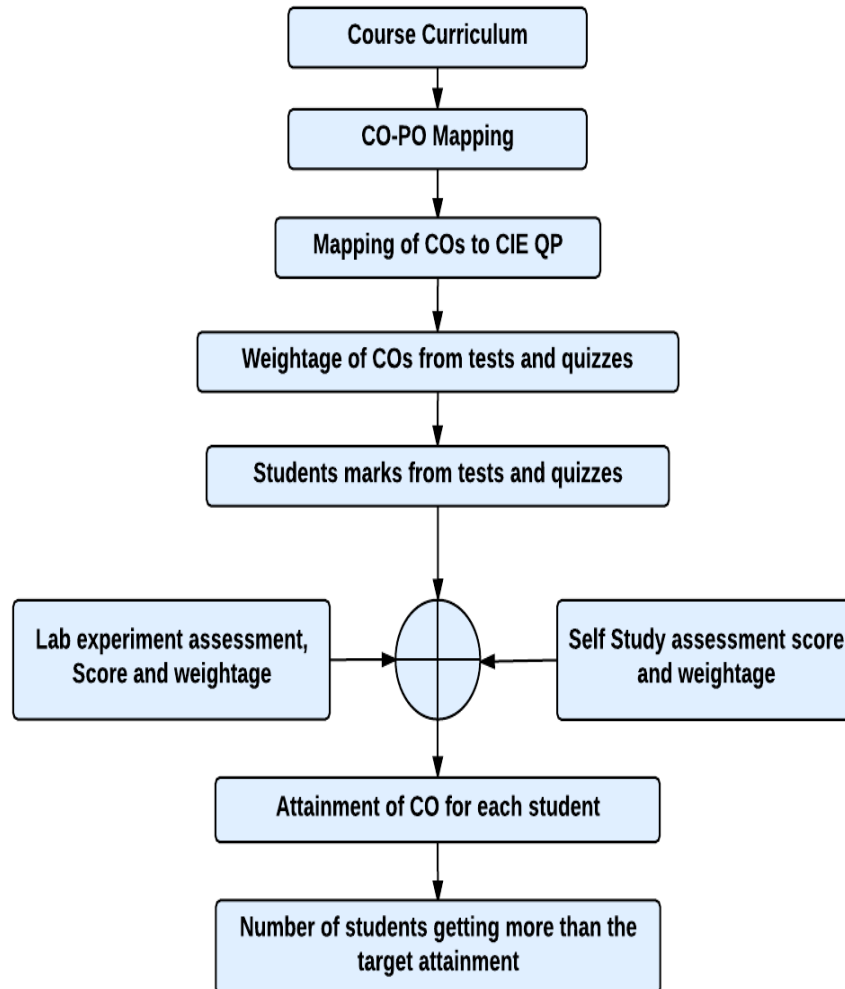 Course Curriculum
CO-PO Mapping
Mapping of COs to CIE QP
Weightage of COs from tests and quizzes
Students marks from tests and quizzes
Lab experiment assessment,
Score and weightage
Self Study assessment score
and weightage
Attainment of CO for each student
Number of students getting more than the
target attainment